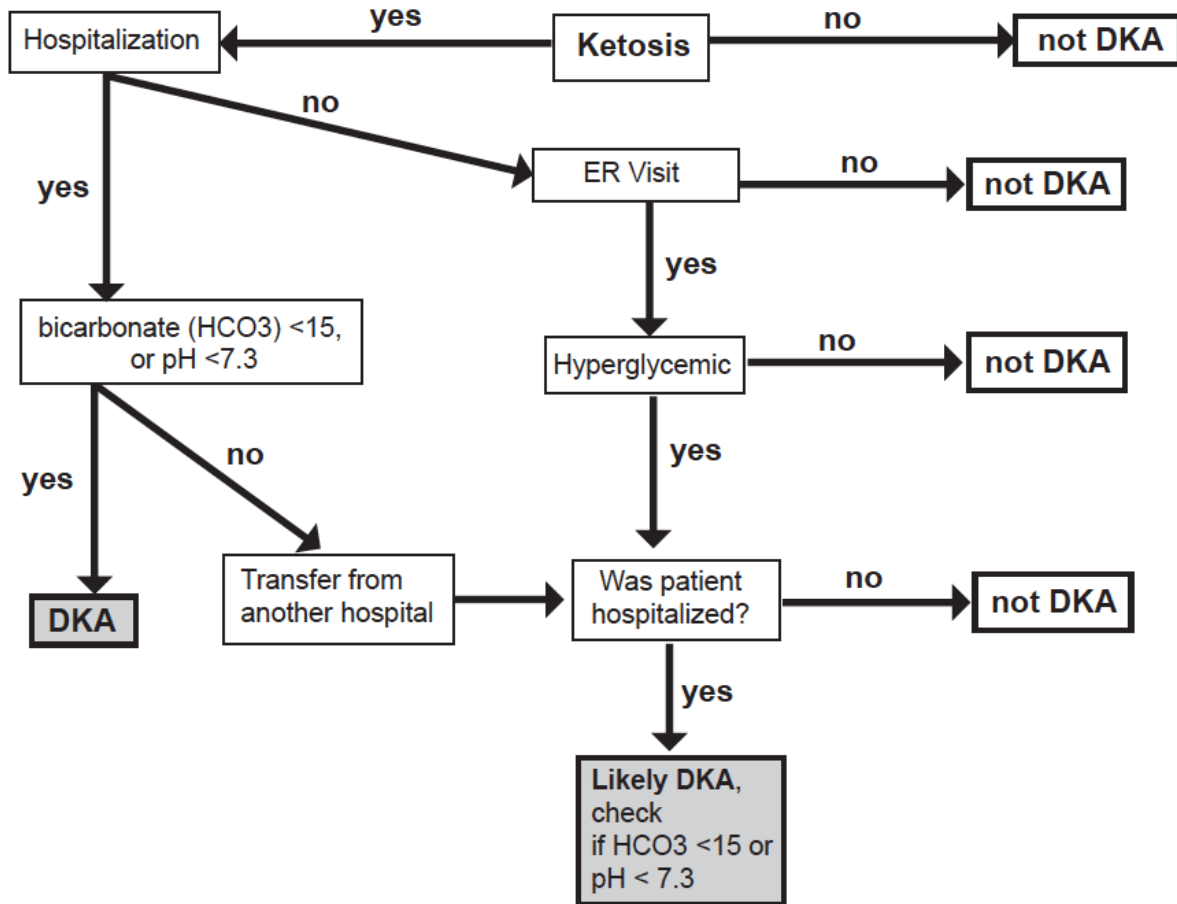 Hospitalization
yes
Ketosis
no
not DKA
no
yes
ER Visit
no
not DKA
yes
bicarbonate (HCO3) <15,
or pH <7.3
Hyperglycemic
no
not DKA
yes
no
yes
DKA
Transfer from
another hospital
Was patient
hospitalized?
no
not DKA
yes
Likely DKA,
check
if HCO3 <15 or
pH < 7.3